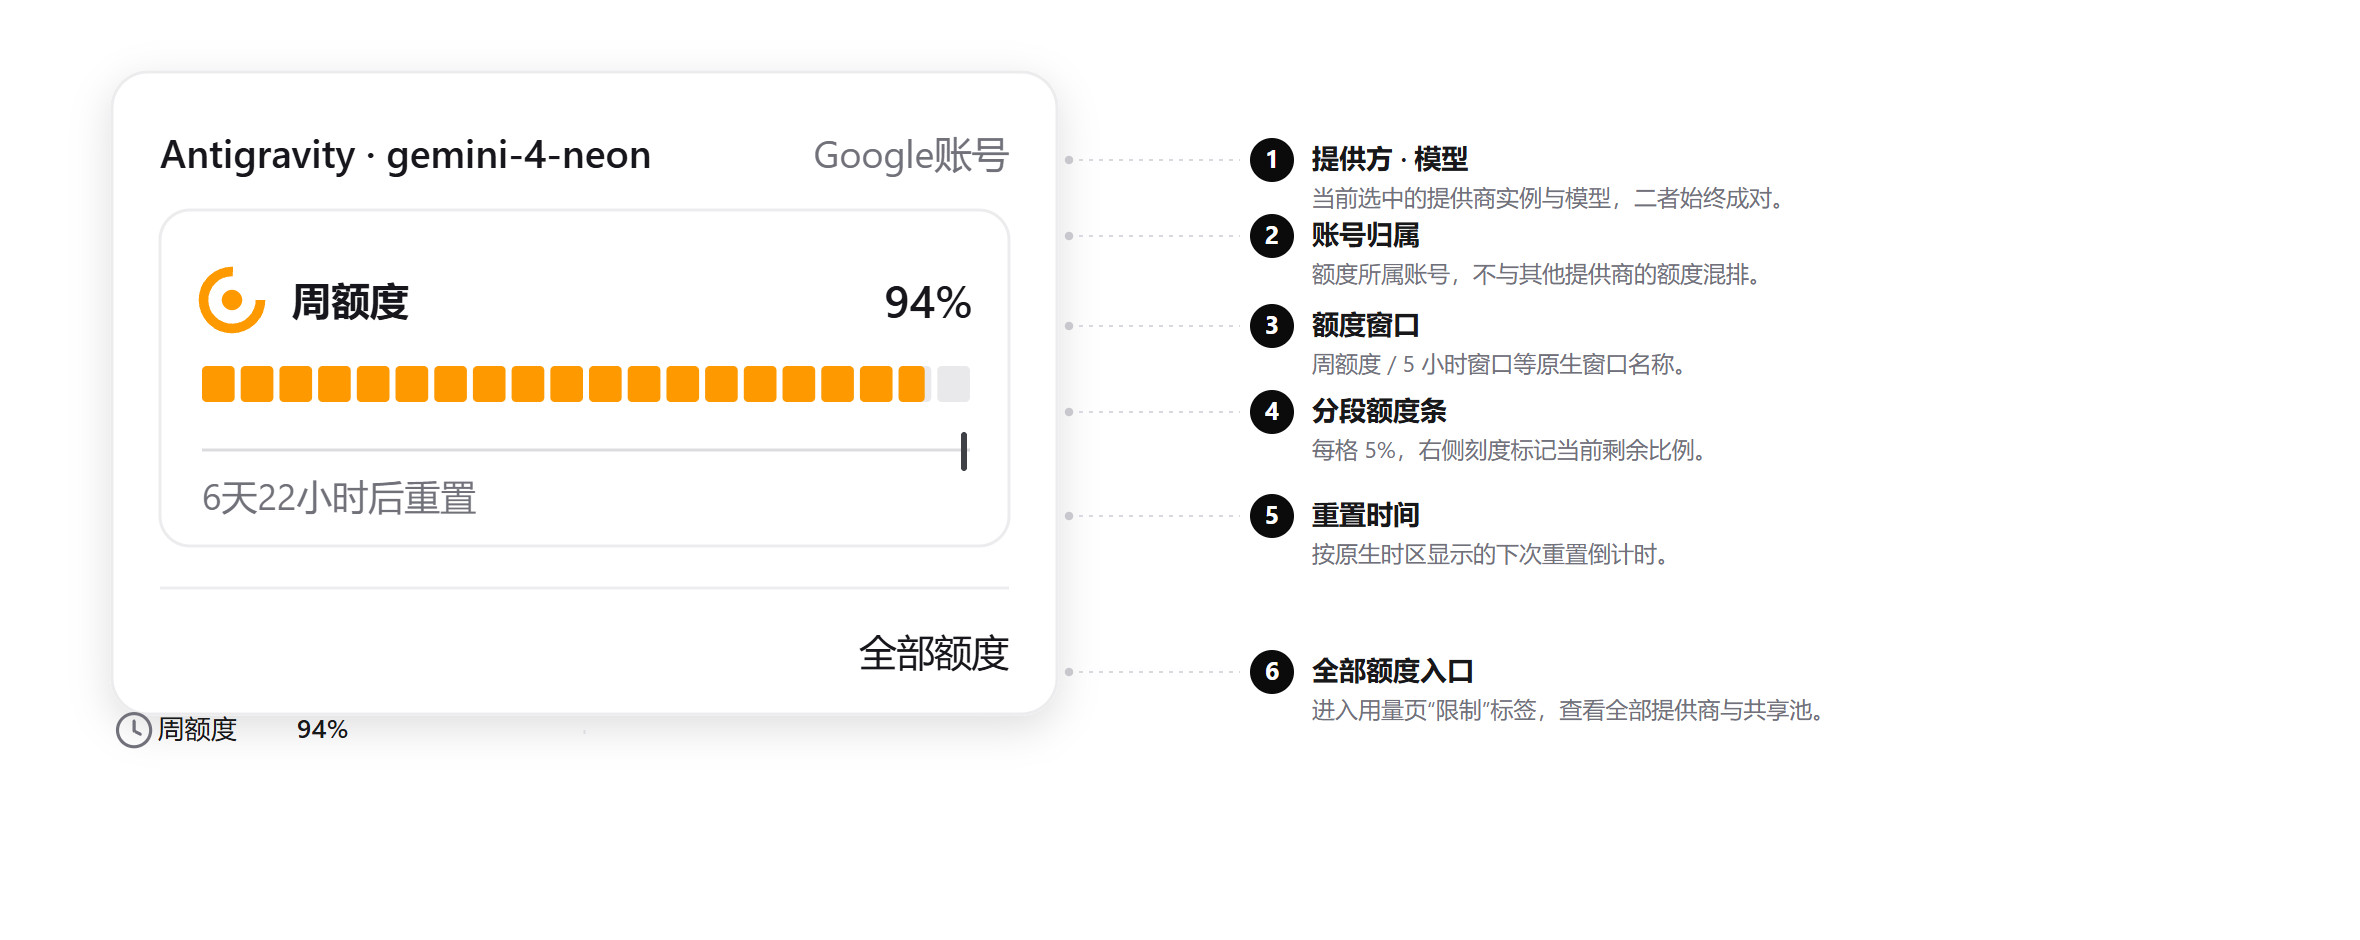 Antigravity · gemini-4-neon
Google账号
周额度
94%
6天22小时后重置
全部额度
周额度
94%
1
提供方 · 模型
当前选中的提供商实例与模型，二者始终成对。
2
账号归属
额度所属账号，不与其他提供商的额度混排。
3
额度窗口
周额度 / 5 小时窗口等原生窗口名称。
4
分段额度条
每格 5%，右侧刻度标记当前剩余比例。
5
重置时间
按原生时区显示的下次重置倒计时。
6
全部额度入口
进入用量页“限制”标签，查看全部提供商与共享池。